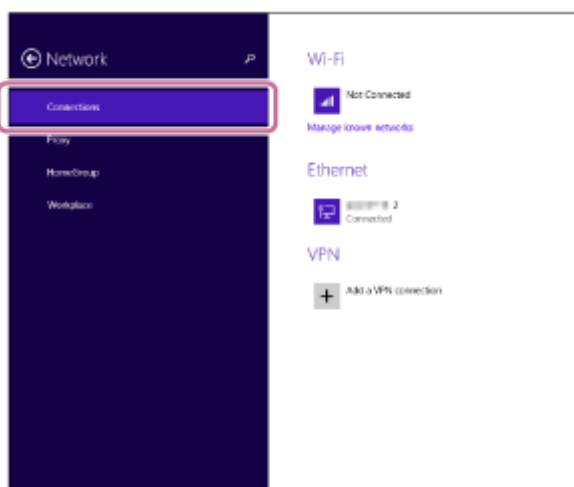 Network
Connections
Proxy
HomeGroup
Workplace
Wi-Fi
Not Connected
Manage known networks
Ethernet
2
Connected
VPN
Add a VPN connection